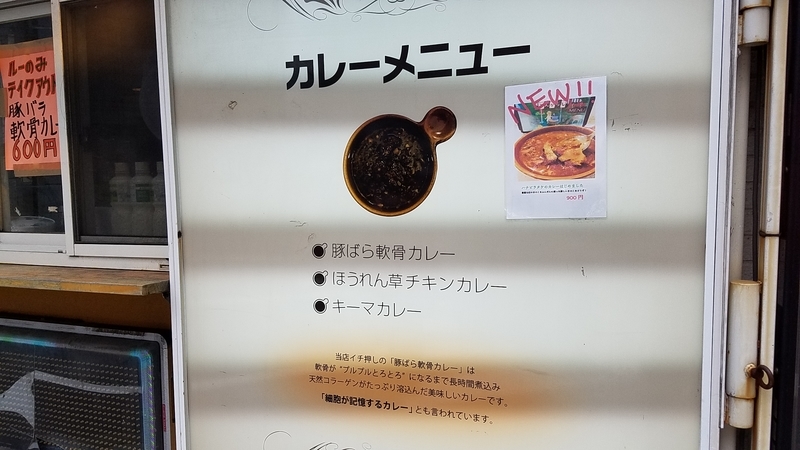 ルーのみ
テイクアウ
豚バラ
軟骨カレ
600円
カレーメニュー
NEW!!
900円
豚ばら軟骨カレー
ほうれん草チキンカレー
キーマカレー
当店イチ押しの「豚ばら軟骨カレー」は
軟骨が“プルプルとろとろ”になるまで長時間煮込み
天然コラーゲンがたっぷり溶込んだ美味しいカレーです。
「細胞が記憶するカレー」とも言われています。